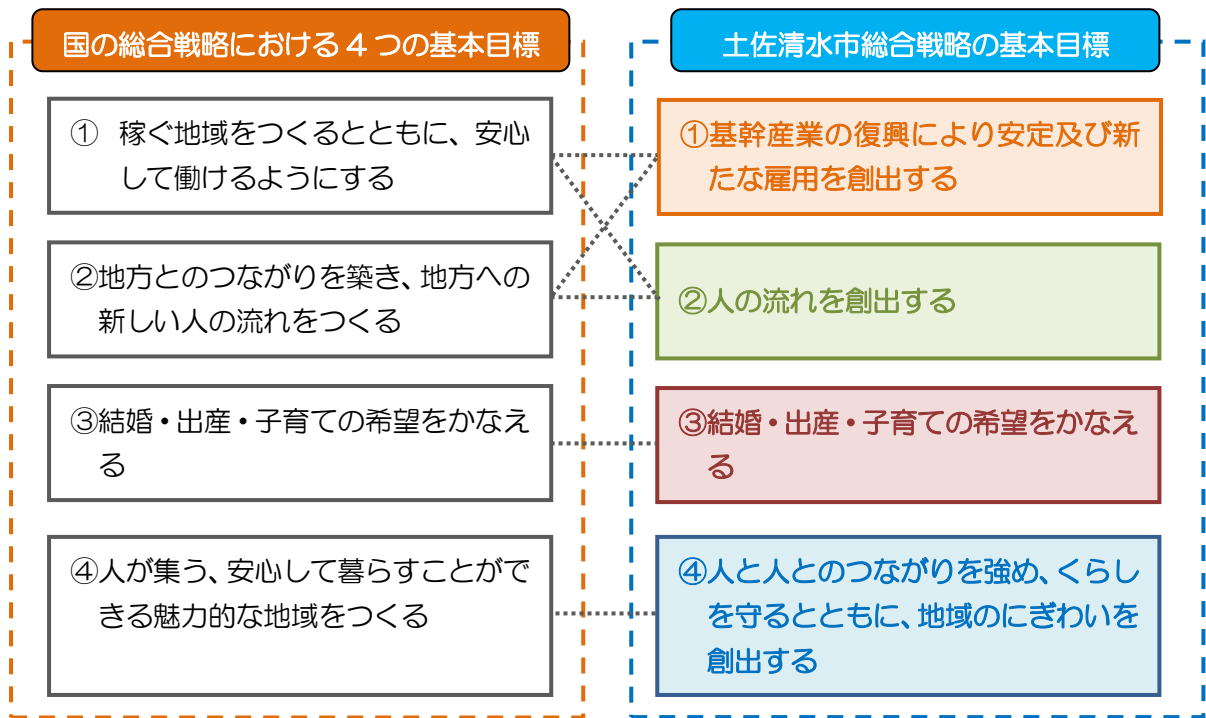 国の総合戦略における4つの基本目標
① 稼ぐ地域をつくるとともに、安心
して働けるようにする
②地方とのつながりを築き、地方への
新しい人の流れをつくる
③結婚・出産・子育ての希望をかなえ
る
④人が集う、安心して暮らすことがで
きる魅力的な地域をつくる
土佐清水市総合戦略の基本目標
①基幹産業の復興により安定及び新
たな雇用を創出する
②人の流れを創出する
③結婚・出産・子育ての希望をかなえ
る
④人と人とのつながりを強め、くらし
を守るとともに、地域のにぎわいを
創出する